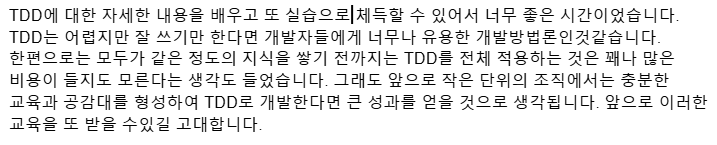 TDD에 대한 자세한 내용을 배우고 또 실습으로 체득할 수 있어서 너무 좋은 시간이었습니다.
TDD는 어렵지만 잘 쓰기만 한다면 개발자들에게 너무나 유용한 개발방법론인것같습니다.
한편으로는 모두가 같은 정도의 지식을 쌓기 전까지는 TDD를 전체 적용하는 것은 꽤나 많은
비용이 들지도 모른다는 생각도 들었습니다. 그래도 앞으로 작은 단위의 조직에서는 충분한
교육과 공감대를 형성하여 TDD로 개발한다면 큰 성과를 얻을 것으로 생각됩니다. 앞으로 이러한
교육을 또 받을 수있길 고대합니다.